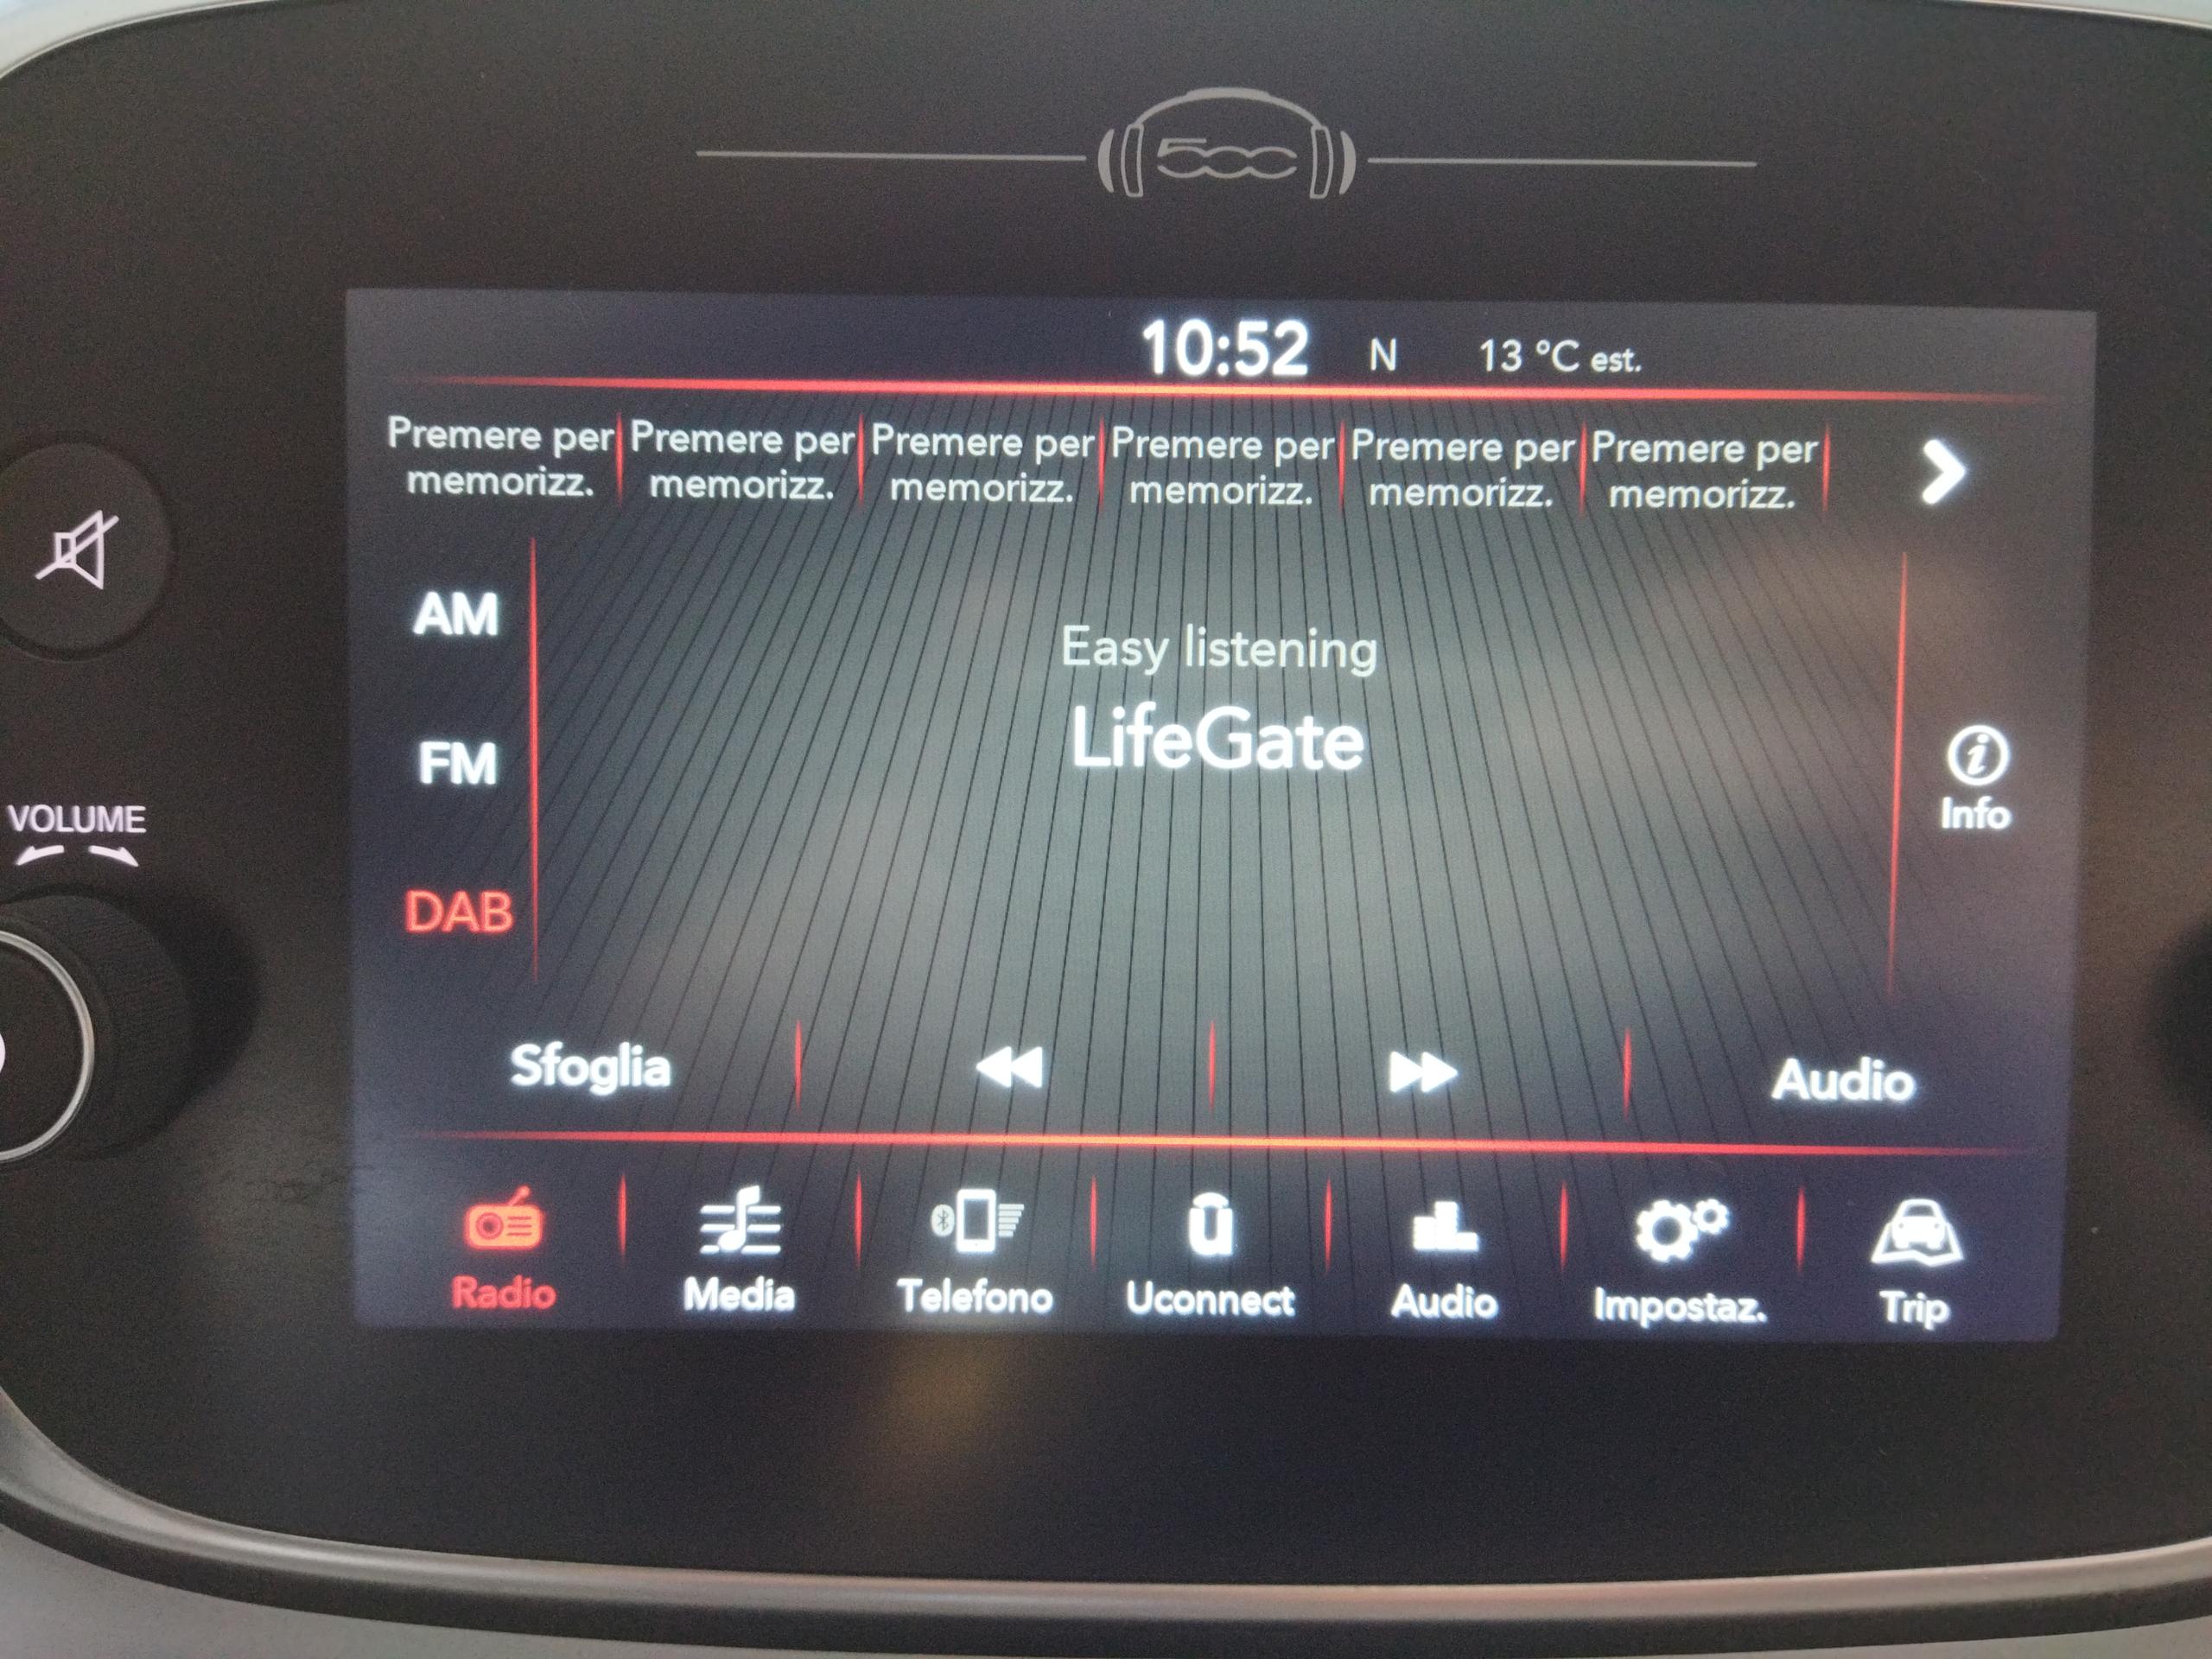 500
10:52 N 13 °C est.
Premere per Premere per Premere per Premere per Premere per Premere per
memorizz. memorizz. memorizz. memorizz. memorizz. memorizz.
AM
Easy listening
LifeGate
FM
Info
VOLUME
DAB
Sfoglia Audio
Radio Media Telefono Uconnect Audio Impostaz. Trip